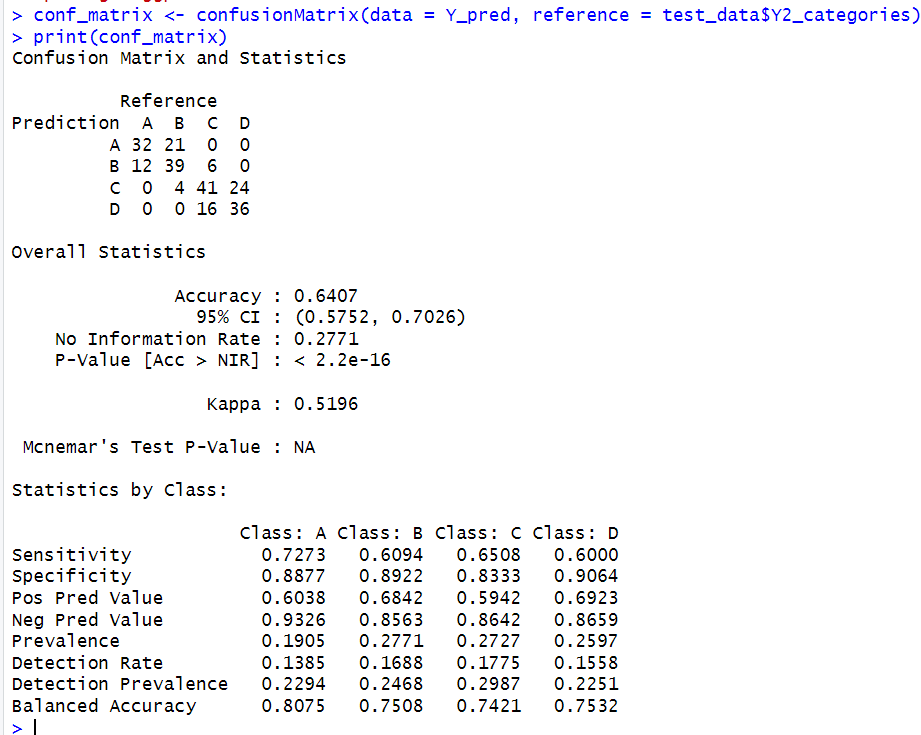 > conf_matrix <- confusionMatrix(data = Y_pred, reference = test_data$Y2_categories)
> print(conf_matrix)
Confusion Matrix and Statistics

          Reference
Prediction  A  B  C  D
         A 32 21  0  0
         B 12 39  6  0
         C  0  4 41 24
         D  0  0 16 36

Overall Statistics

               Accuracy : 0.6407
                 95% CI : (0.5752, 0.7026)
    No Information Rate : 0.2771
    P-Value [Acc > NIR] : < 2.2e-16

                  Kappa : 0.5196

 Mcnemar's Test P-Value : NA

Statistics by Class:

                     Class: A Class: B Class: C Class: D
Sensitivity            0.7273   0.6094   0.6508   0.6000
Specificity            0.8877   0.8922   0.8333   0.9064
Pos Pred Value         0.6038   0.6842   0.5942   0.6923
Neg Pred Value         0.9326   0.8563   0.8642   0.8659
Prevalence             0.1905   0.2771   0.2727   0.2597
Detection Rate         0.1385   0.1688   0.1775   0.1558
Detection Prevalence   0.2294   0.2468   0.2987   0.2251
Balanced Accuracy      0.8075   0.7508   0.7421   0.7532
>